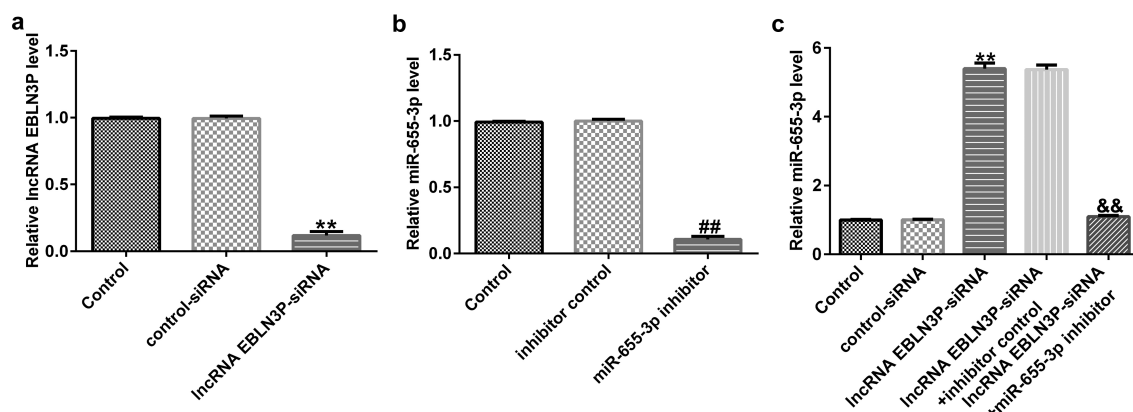 a
Relative lncRNA EBLN3P level
1.5
1.0
0.5
0.0
**
Control
control-siRNA
lncRNA EBLN3P-siRNA
b
Relative miR-655-3p level
1.5
1.0
0.5
0.0
##
Control
inhibitor control
miR-655-3p inhibitor
c
Relative miR-655-3p level
6
4
2
0
**
&&
Control
control-siRNA
lncRNA EBLN3P-siRNA
lncRNA EBLN3P-siRNA
+inhibitor control
lncRNA EBLN3P-siRNA
+miR-655-3p inhibitor